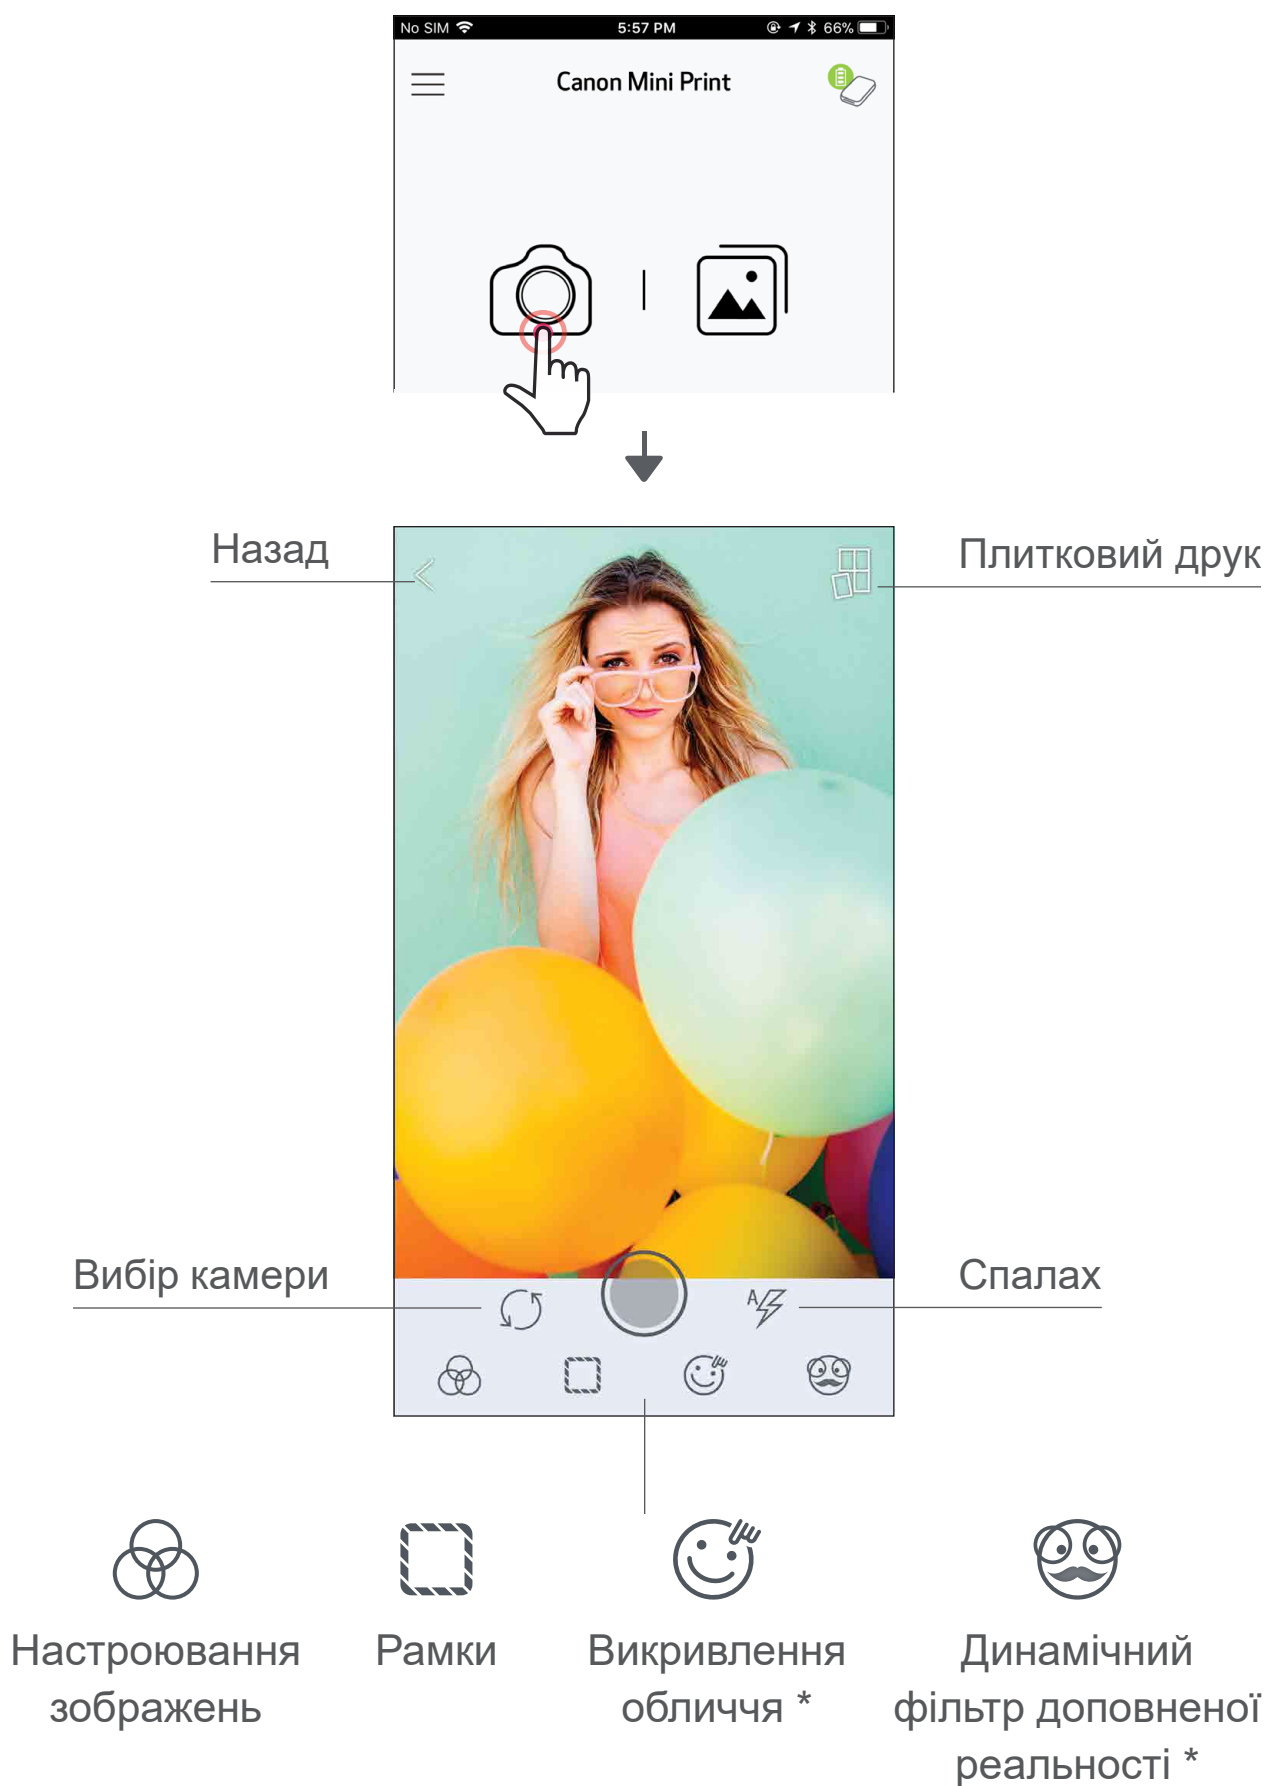 No SIM 5:57 PM 66%
Canon Mini Print
Назад
Плитковий друк
Вибір камери
Спалах
A
Настроювання
зображень
Рамки
Викривлення
обличчя *
Динамічний
фільтр доповненої
реальності *